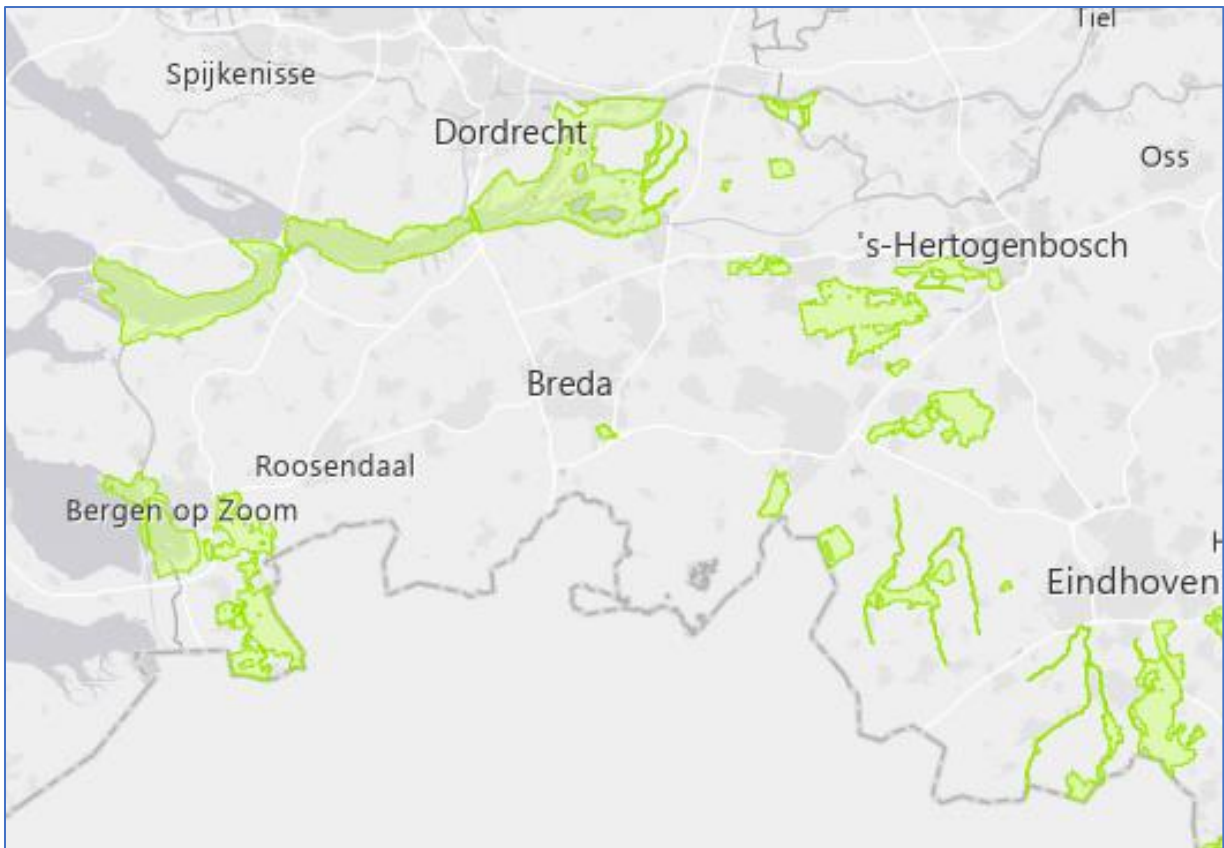 Tiel
Spijkenisse
Dordrecht
Oss
's-Hertogenbosch
Breda
Roosendaal
Bergen op Zoom
Eindhoven